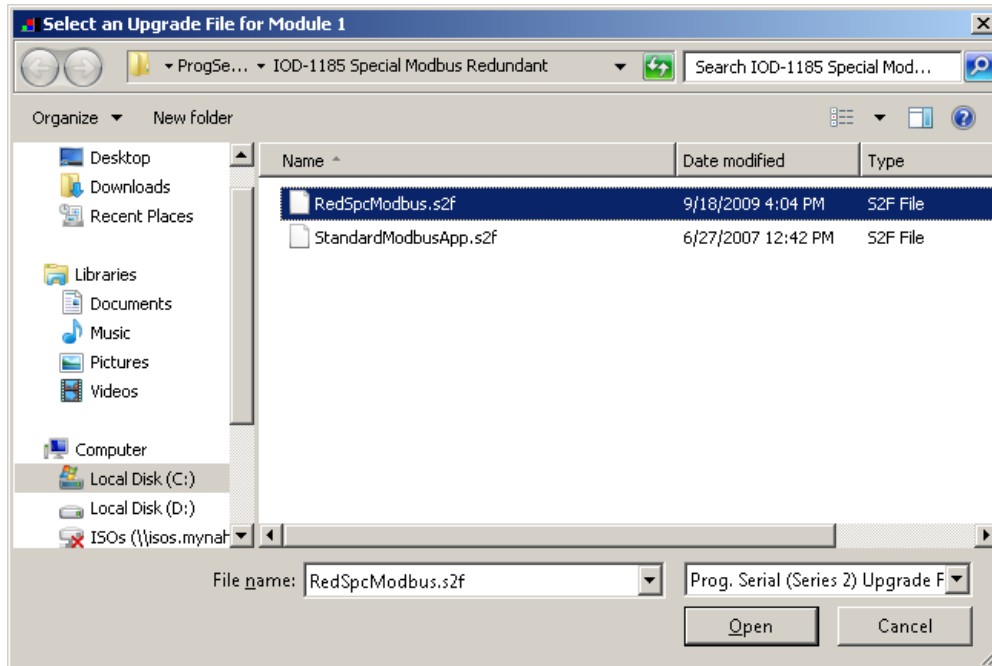 Select an Upgrade File for Module 1
ProgSe... IOD-1185 Special Modbus Redundant Search IOD-1185 Special Mod...
Organize New folder
Name Date modified Type
Desktop
Downloads
Recent Places
Libraries
Documents
Music
Pictures
Videos
Computer
Local Disk (C:)
Local Disk (D:)
ISOs (\\isos.mynah
RedSpcModbus.s2f 9/18/2009 4:04 PM S2F File
StandardModbusApp.s2f 6/27/2007 12:42 PM S2F File
File name: RedSpcModbus.s2f Prog. Serial (Series 2) Upgrade F
Open Cancel